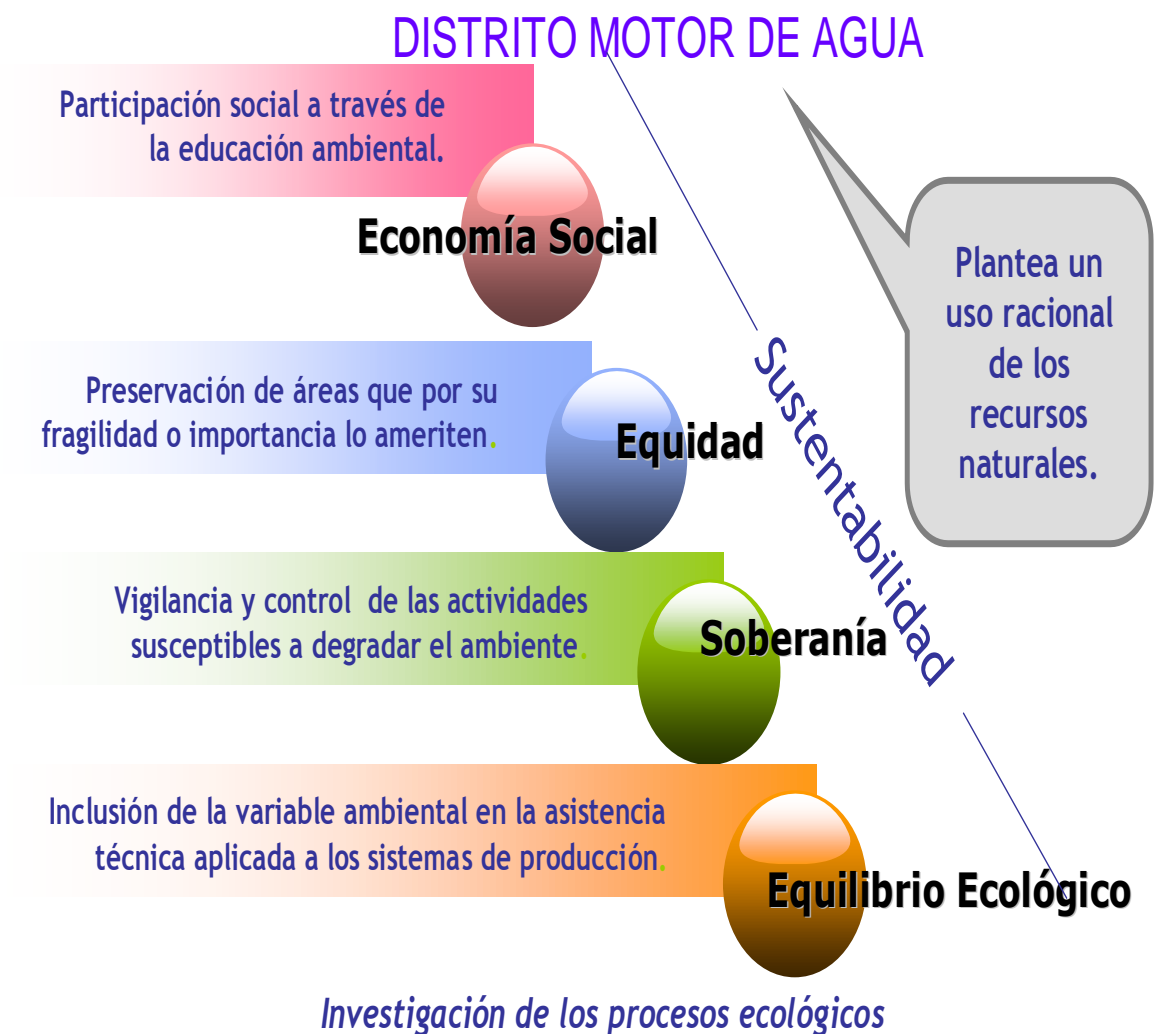 DISTRITO MOTOR DE AGUA
Participación social a través de
la educación ambiental.
Economía Social
Plantea un
uso racional
de los
recursos
naturales.
Sustentabilidad
Preservación de áreas que por su
fragilidad o importancia lo ameriten.
Equidad
Vigilancia y control de las actividades
susceptibles a degradar el ambiente.
Soberanía
Inclusión de la variable ambiental en la asistencia
técnica aplicada a los sistemas de producción.
Equilibrio Ecológico
Investigación de los procesos ecológicos